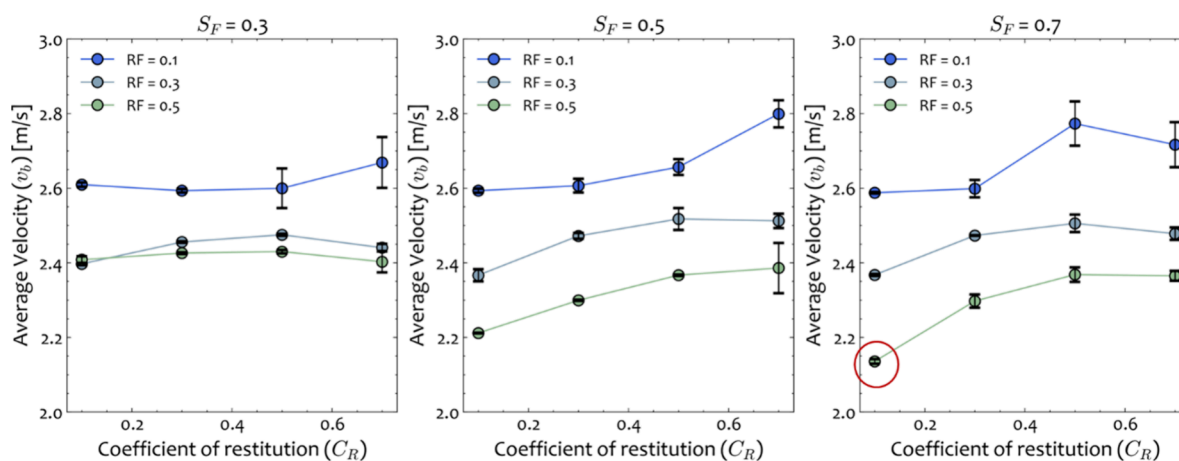 S_F = 0.3
3.0
2.8
2.6
2.4
2.2
2.0
Average Velocity (v_b) [m/s]
RF = 0.1
RF = 0.3
RF = 0.5
0.2 0.4 0.6
Coefficient of restitution (C_R)
S_F = 0.5
3.0
2.8
2.6
2.4
2.2
2.0
Average Velocity (v_b) [m/s]
RF = 0.1
RF = 0.3
RF = 0.5
0.2 0.4 0.6
Coefficient of restitution (C_R)
S_F = 0.7
3.0
2.8
2.6
2.4
2.2
2.0
Average Velocity (v_b) [m/s]
RF = 0.1
RF = 0.3
RF = 0.5
0.2 0.4 0.6
Coefficient of restitution (C_R)